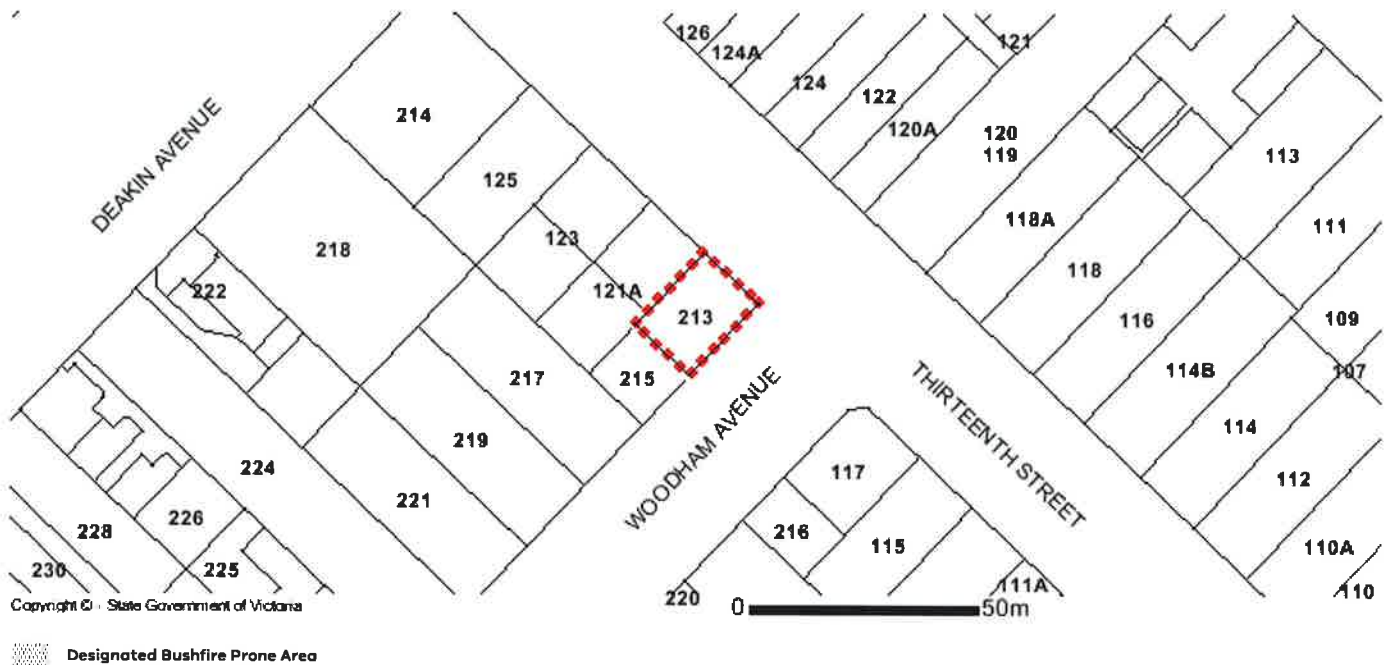 126
121
124A
124
122
214
120A
120
119
113
DEAKIN AVENUE
125
118A
111
123
218
118
222
121A
213
116
109
114B
107
217
215
THIRTEENTH STREET
WOODHAM AVENUE
114
219
117
224
112
221
226
216
228
115
110A
230
225
220
111A
110
Copyright © - State Government of Victoria
0 50m
Designated Bushfire Prone Area